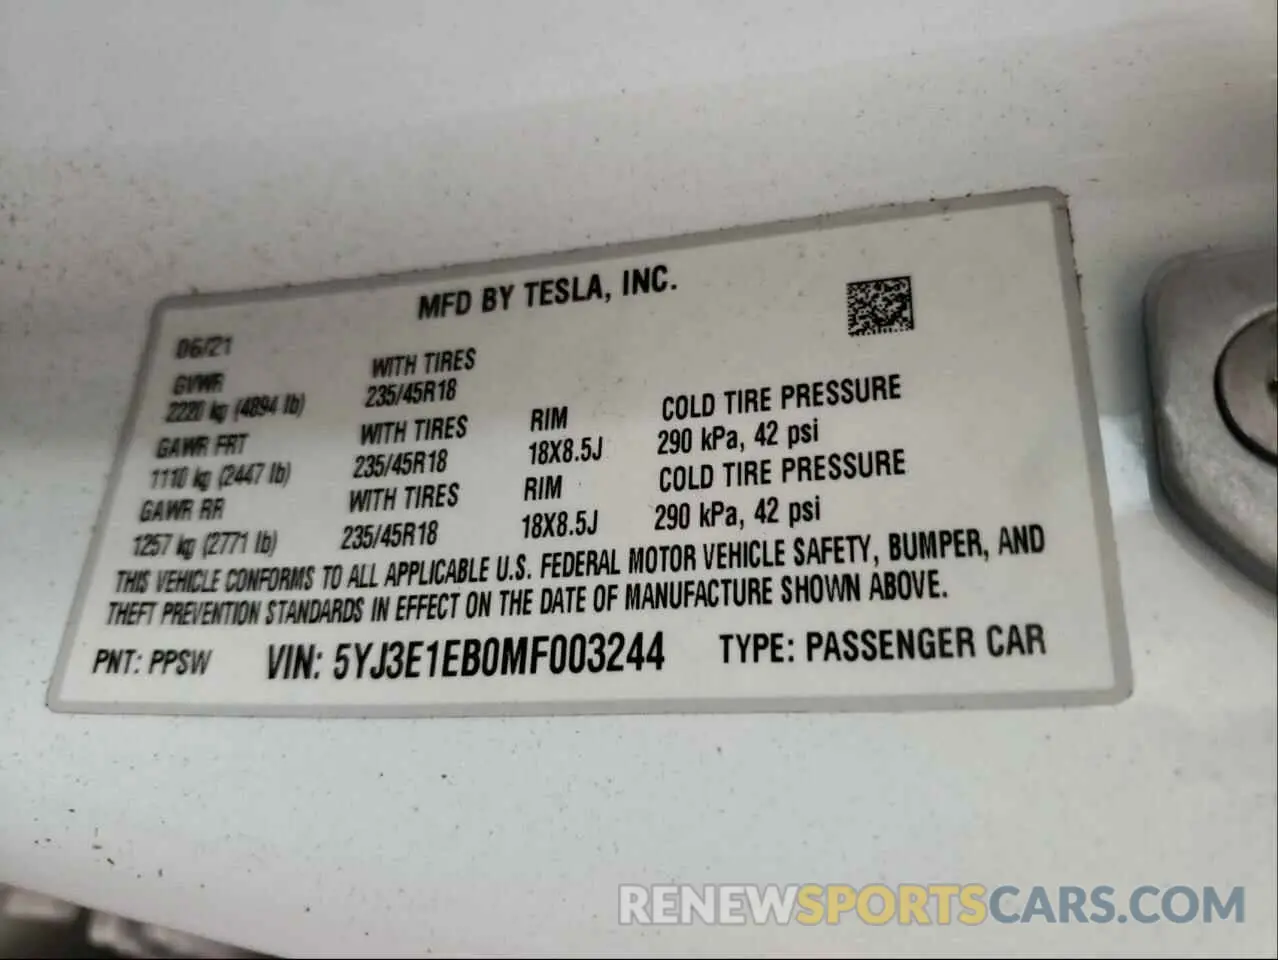 MFD BY TESLA, INC.
06/21
GVWR WITH TIRES
2220 kg (4894 lb) 235/45R18
GAWR FRT WITH TIRES RIM COLD TIRE PRESSURE
1110 kg (2447 lb) 235/45R18 18X8.5J 290 kPa, 42 psi
GAWR RR WITH TIRES RIM COLD TIRE PRESSURE
1257 kg (2771 lb) 235/45R18 18X8.5J 290 kPa, 42 psi
THIS VEHICLE CONFORMS TO ALL APPLICABLE U.S. FEDERAL MOTOR VEHICLE SAFETY, BUMPER, AND
THEFT PREVENTION STANDARDS IN EFFECT ON THE DATE OF MANUFACTURE SHOWN ABOVE.
PNT: PPSW VIN: 5YJ3E1EB0MF003244 TYPE: PASSENGER CAR
RENEWSPORTSCARS.COM